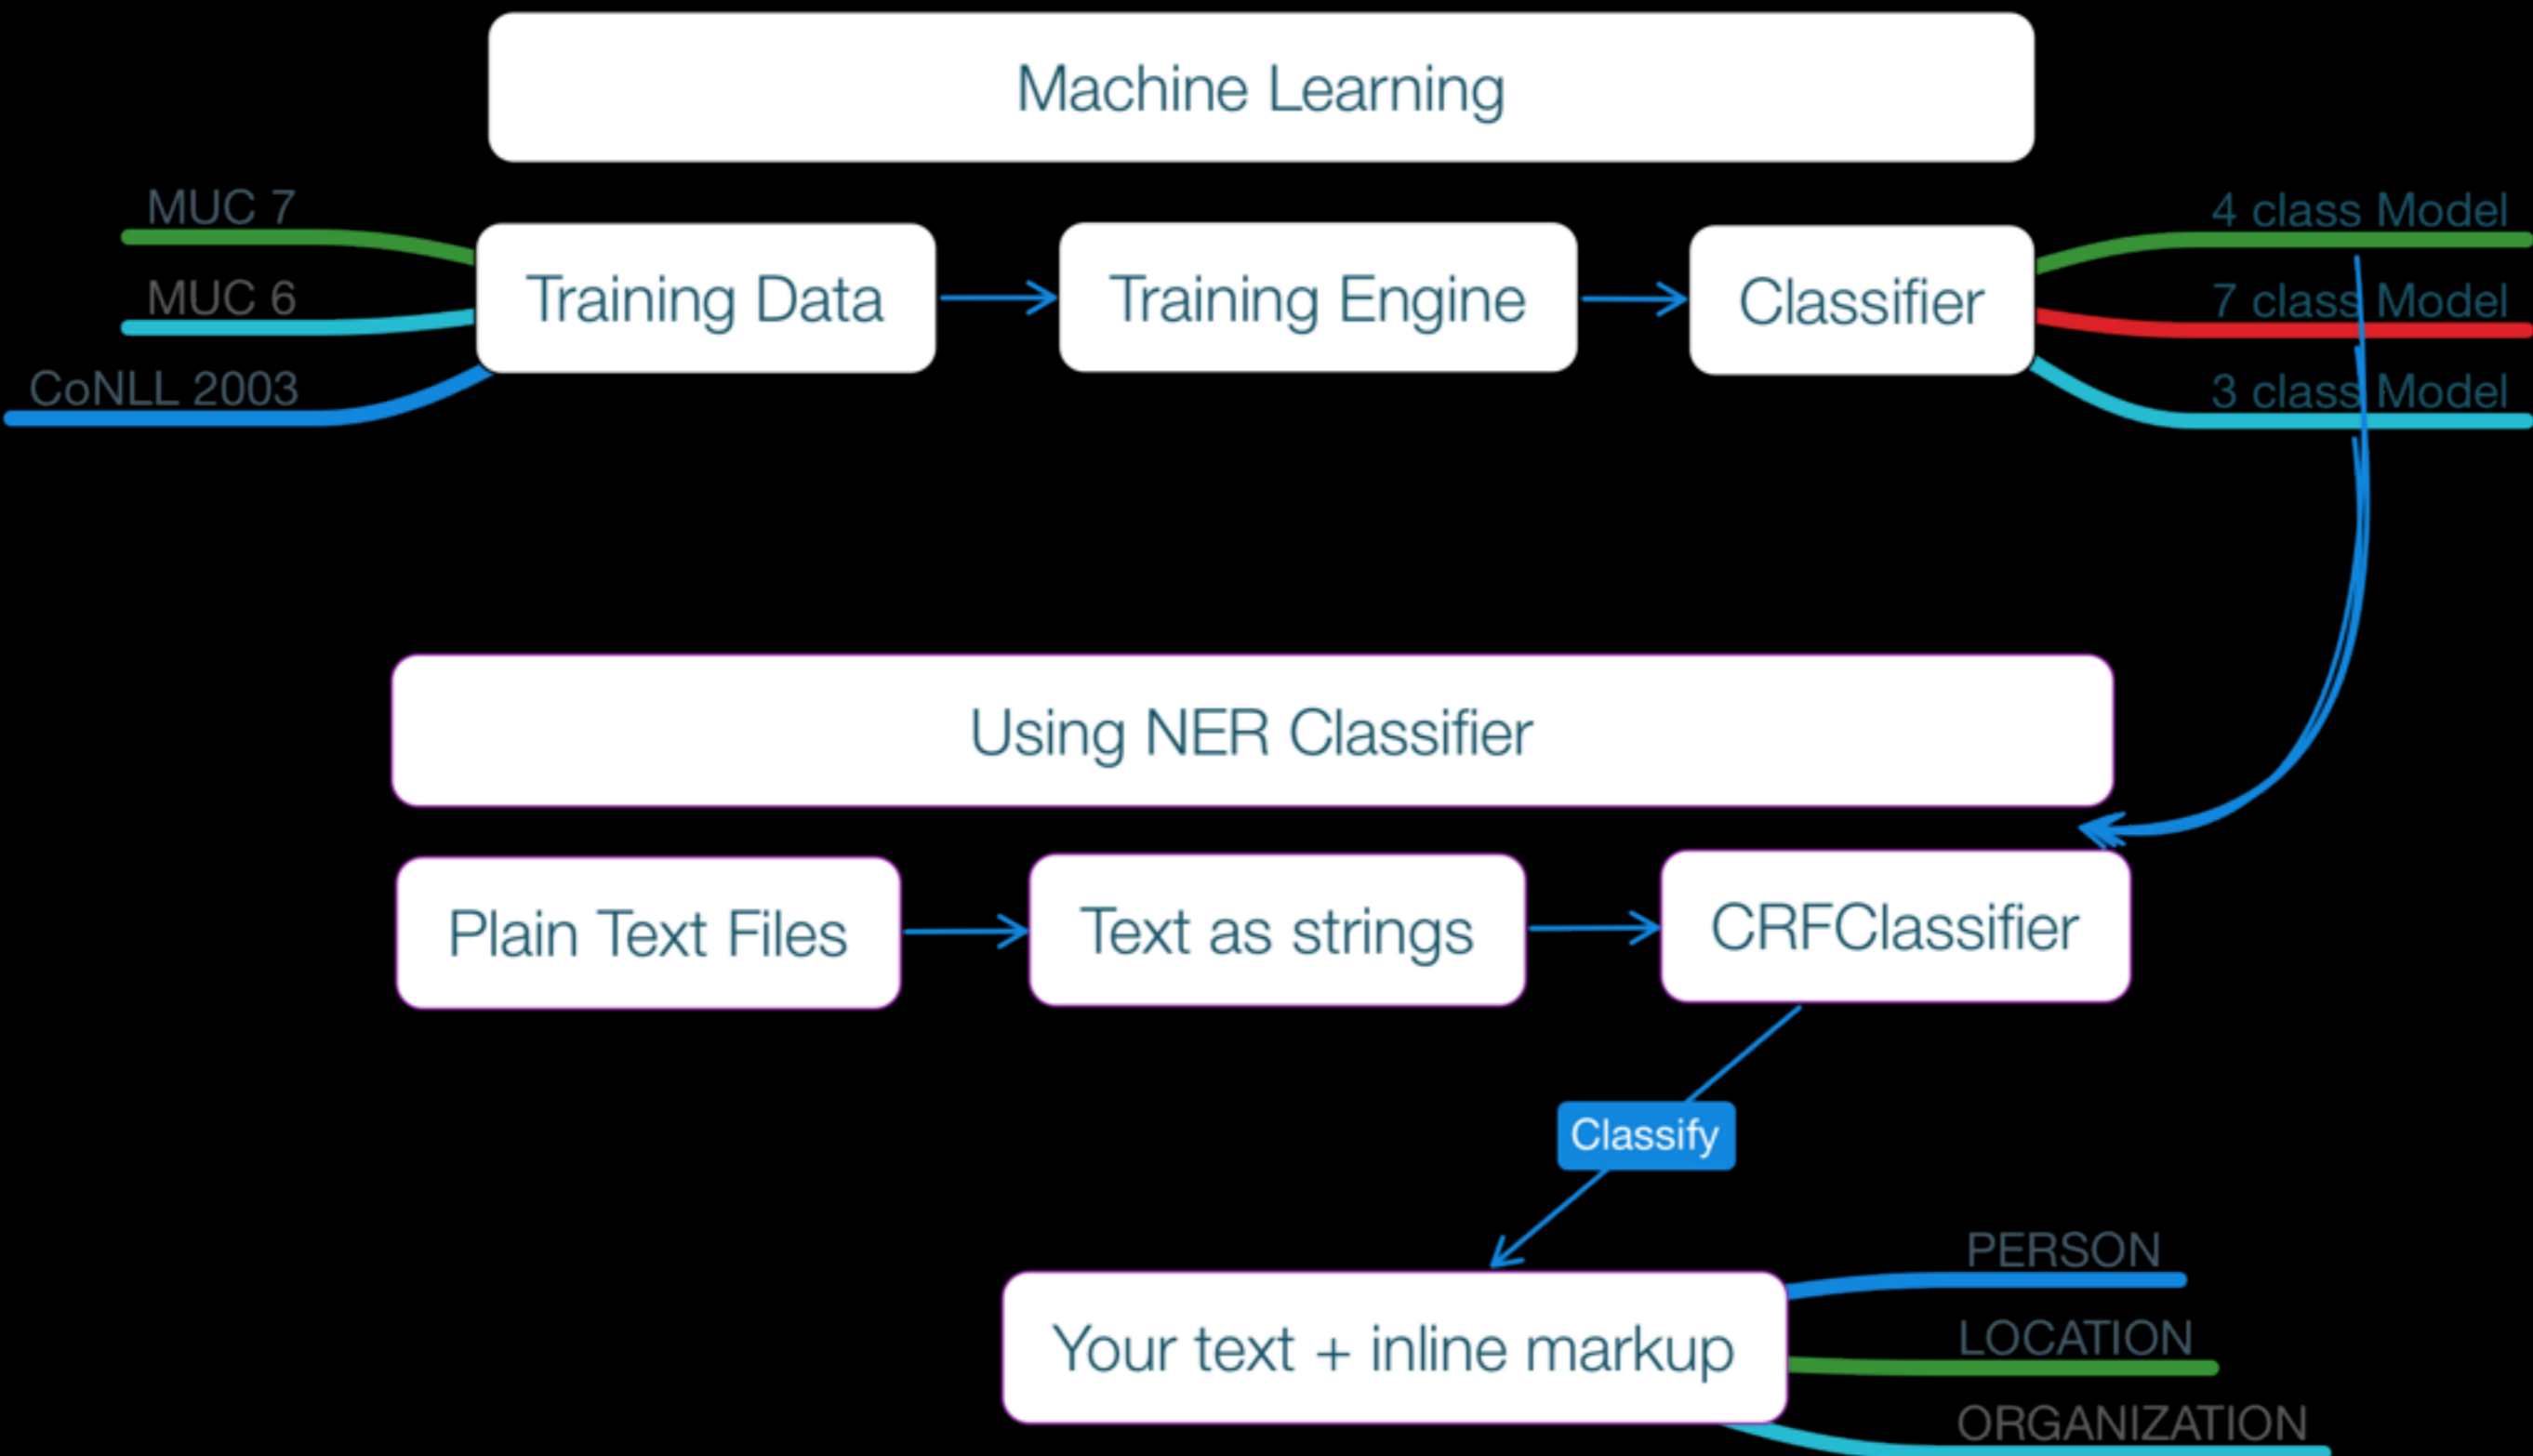 Machine Learning
MUC 7
MUC 6
CoNLL 2003
Training Data
Training Engine
Classifier
4 class Model
7 class Model
3 class Model
Using NER Classifier
Plain Text Files
Text as strings
CRFClassifier
Classify
Your text + inline markup
PERSON
LOCATION
ORGANIZATION